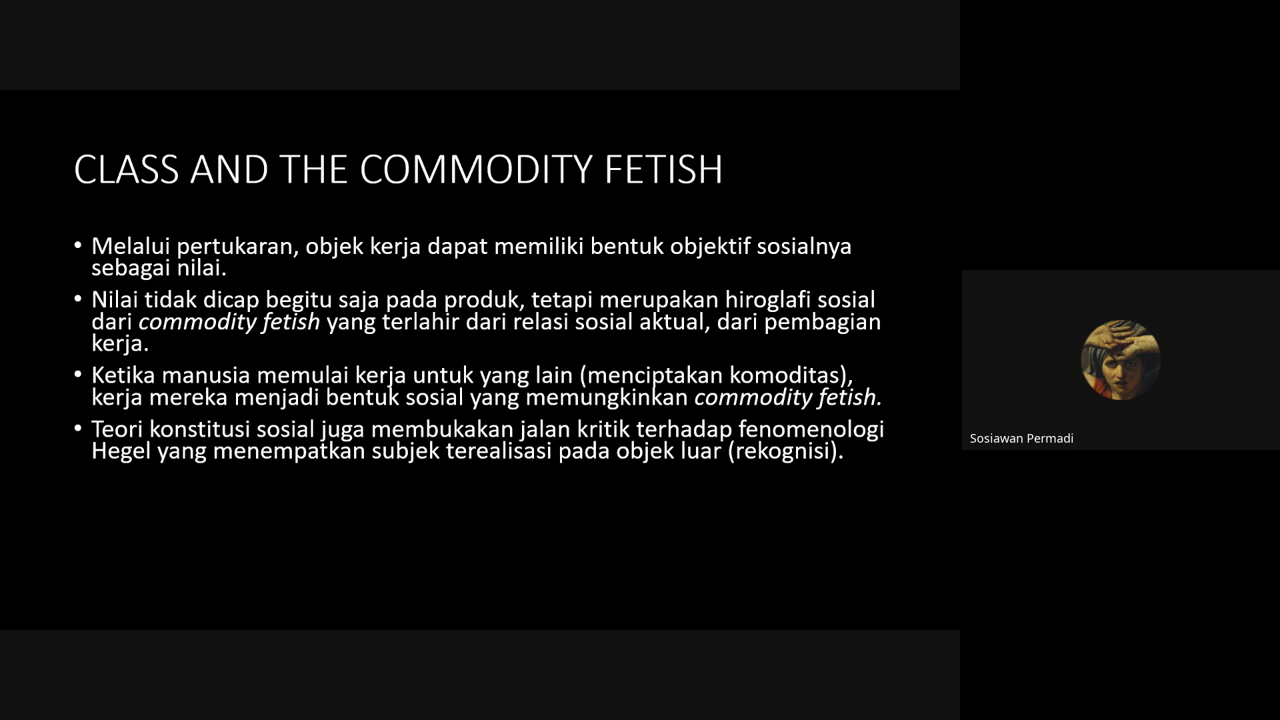 CLASS AND THE COMMODITY FETISH
• Melalui pertukaran, objek kerja dapat memiliki bentuk objektif sosialnya
sebagai nilai.
• Nilai tidak dicap begitu saja pada produk, tetapi merupakan hiroglafi sosial
dari commodity fetish yang terlahir dari relasi sosial aktual, dari pembagian
kerja.
• Ketika manusia memulai kerja untuk yang lain (menciptakan komoditas),
kerja mereka menjadi bentuk sosial yang memungkinkan commodity fetish.
• Teori konstitusi sosial juga membukakan jalan kritik terhadap fenomenologi
Hegel yang menempatkan subjek terealisasi pada objek luar (rekognisi).
Sosiawan Permadi